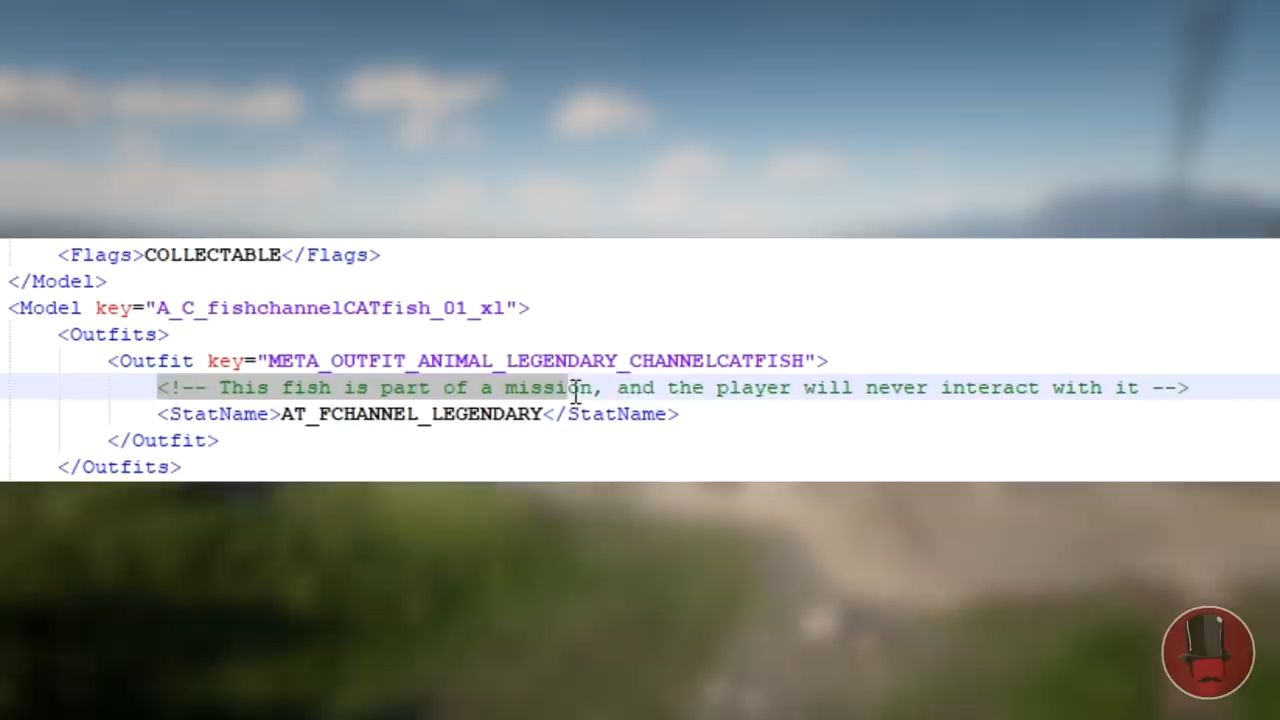 <Flags>COLLECTABLE</Flags>
</Model>
<Model key="A_C_fishchannelCATfish_01_xl">
<Outfits>
<Outfit key="META_OUTFIT_ANIMAL_LEGENDARY_CHANNELCATFISH">
<!-- This fish is part of a mission, and the player will never interact with it -->
<StatName>AT_FCHANNEL_LEGENDARY</StatName>
</Outfit>
</Outfits>